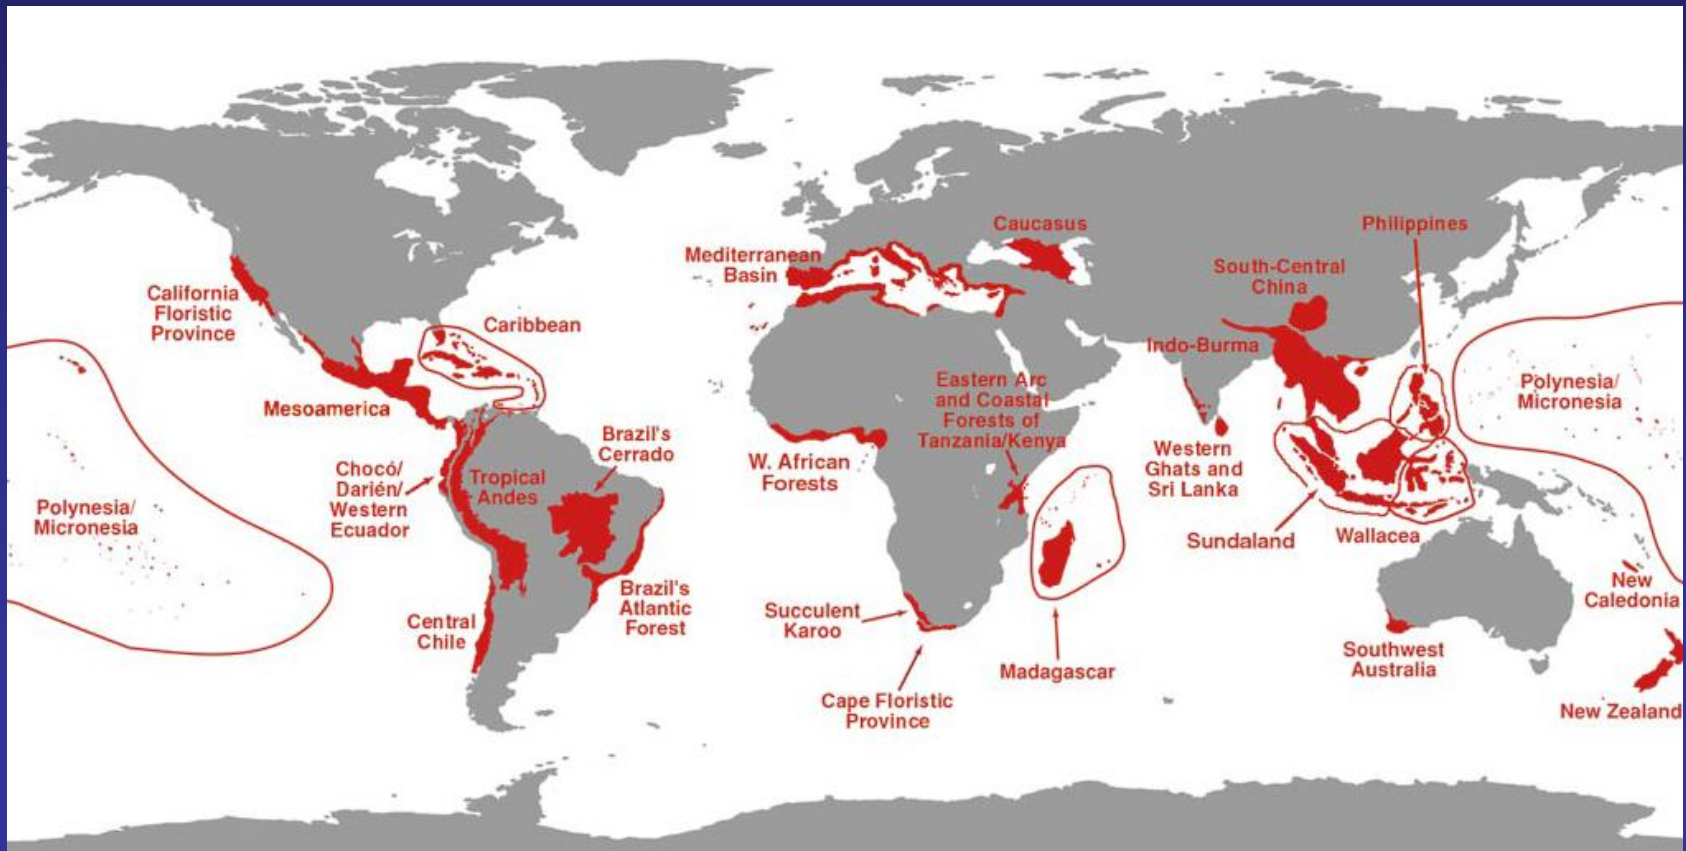 Caucasus
Philippines
Mediterranean
Basin
South-Central
China
California
Floristic
Province
Caribbean
Indo-Burma
Eastern Arc
and Coastal
Forests of
Tanzania/Kenya
Polynesia/
Micronesia
Mesoamerica
Brazil's
Cerrado
W. African
Forests
Western
Ghats and
Sri Lanka
Chocó/
Darién/
Western
Ecuador
Tropical
Andes
Polynesia/
Micronesia
Sundaland
Wallacea
New
Caledonia
Brazil's
Atlantic
Forest
Central
Chile
Succulent
Karoo
Madagascar
Southwest
Australia
Cape Floristic
Province
New Zealand